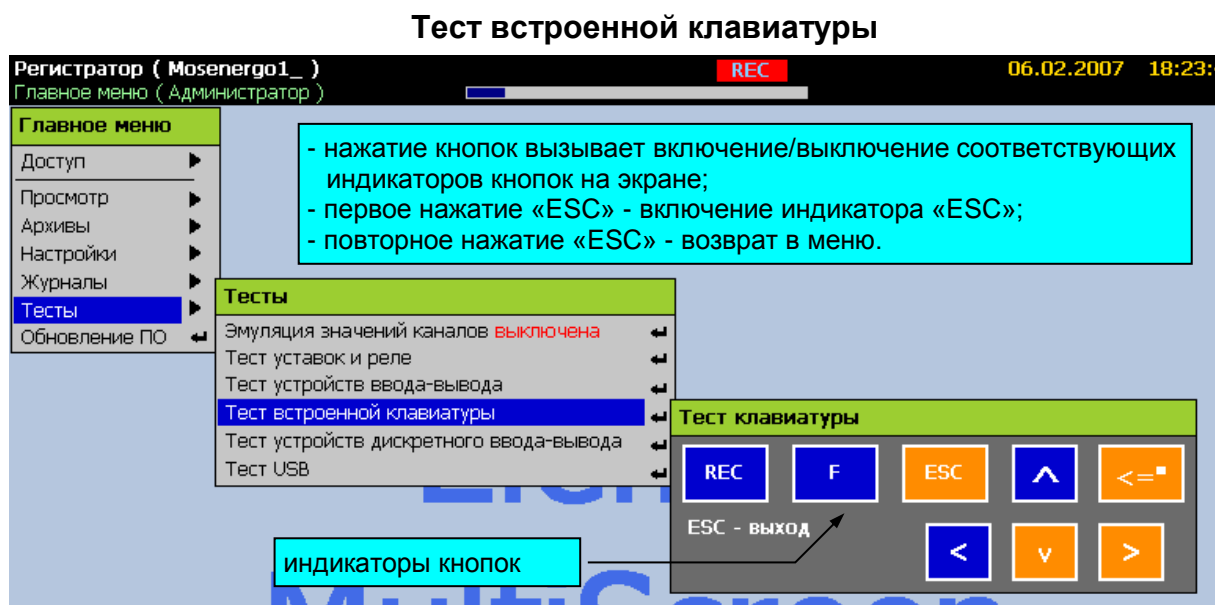 Тест встроенной клавиатуры
Регистратор ( Mosenergo1_ )
REC
06.02.2007 18:23:
Главное меню ( Администратор )
Главное меню
Доступ
Просмотр
Архивы
Настройки
Журналы
Тесты
Обновление ПО
- нажатие кнопок вызывает включение/выключение соответствующих
индикаторов кнопок на экране;
- первое нажатие «ESC» - включение индикатора «ESC»;
- повторное нажатие «ESC» - возврат в меню.
Тесты
Эмуляция значений каналов выключена
Тест уставок и реле
Тест устройств ввода-вывода
Тест встроенной клавиатуры
Тест устройств дискретного ввода-вывода
Тест USB
Тест клавиатуры
REC F ESC ^ <="
ESC - выход
< v >
индикаторы кнопок
MultiScreen